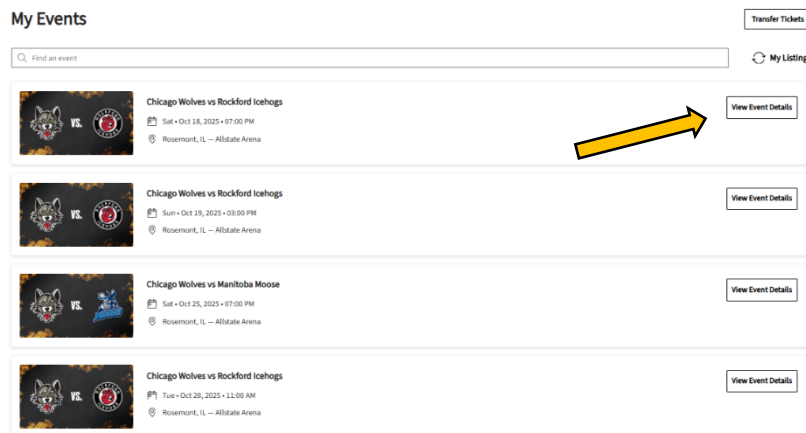 My Events
Transfer Tickets
Find an event
My Listing
Chicago Wolves vs Rockford Icehogs
VS.
Sat • Oct 18, 2025 • 07:00 PM
Rosemont, IL — Allstate Arena
View Event Details
Chicago Wolves vs Rockford Icehogs
VS.
Sun • Oct 19, 2025 • 03:00 PM
Rosemont, IL — Allstate Arena
View Event Details
Chicago Wolves vs Manitoba Moose
VS.
Sat • Oct 25, 2025 • 07:00 PM
Rosemont, IL — Allstate Arena
View Event Details
Chicago Wolves vs Rockford Icehogs
VS.
Tue • Oct 28, 2025 • 11:00 AM
Rosemont, IL — Allstate Arena
View Event Details